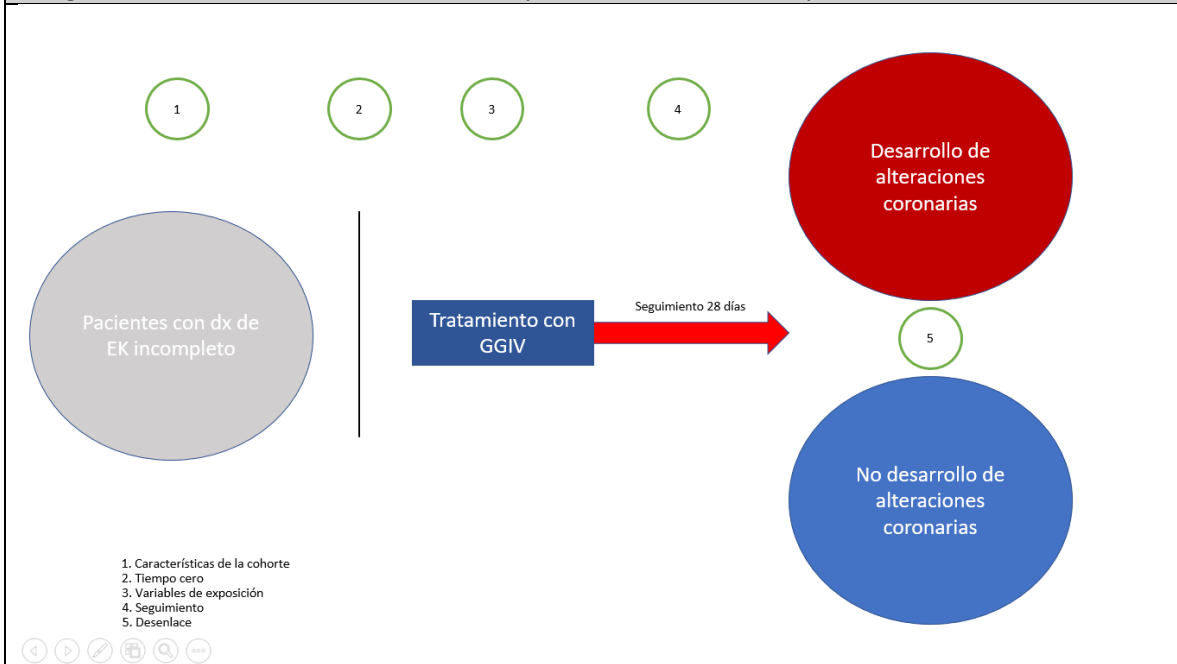 1
2
3
4
Desarrollo de
alteraciones
coronarias
Pacientes con dx de
EK incompleto
Tratamiento con
GGIV
Seguimiento 28 días
5
No desarrollo de
alteraciones
coronarias
1. Características de la cohorte
2. Tiempo cero
3. Variables de exposición
4. Seguimiento
5. Desenlace